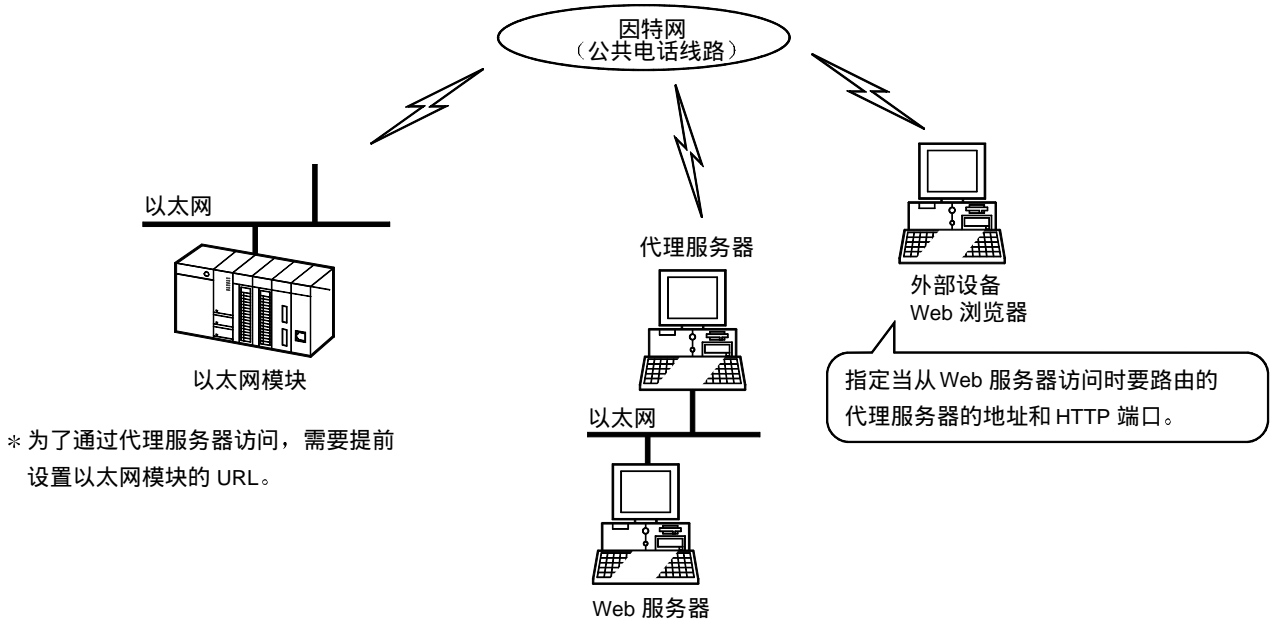 因特网
（公共电话线路）
以太网
代理服务器
外部设备
Web 浏览器
以太网模块
指定当从 Web 服务器访问时要路由的
代理服务器的地址和 HTTP 端口。
以太网
＊为了通过代理服务器访问，需要提前
设置以太网模块的 URL。
Web 服务器